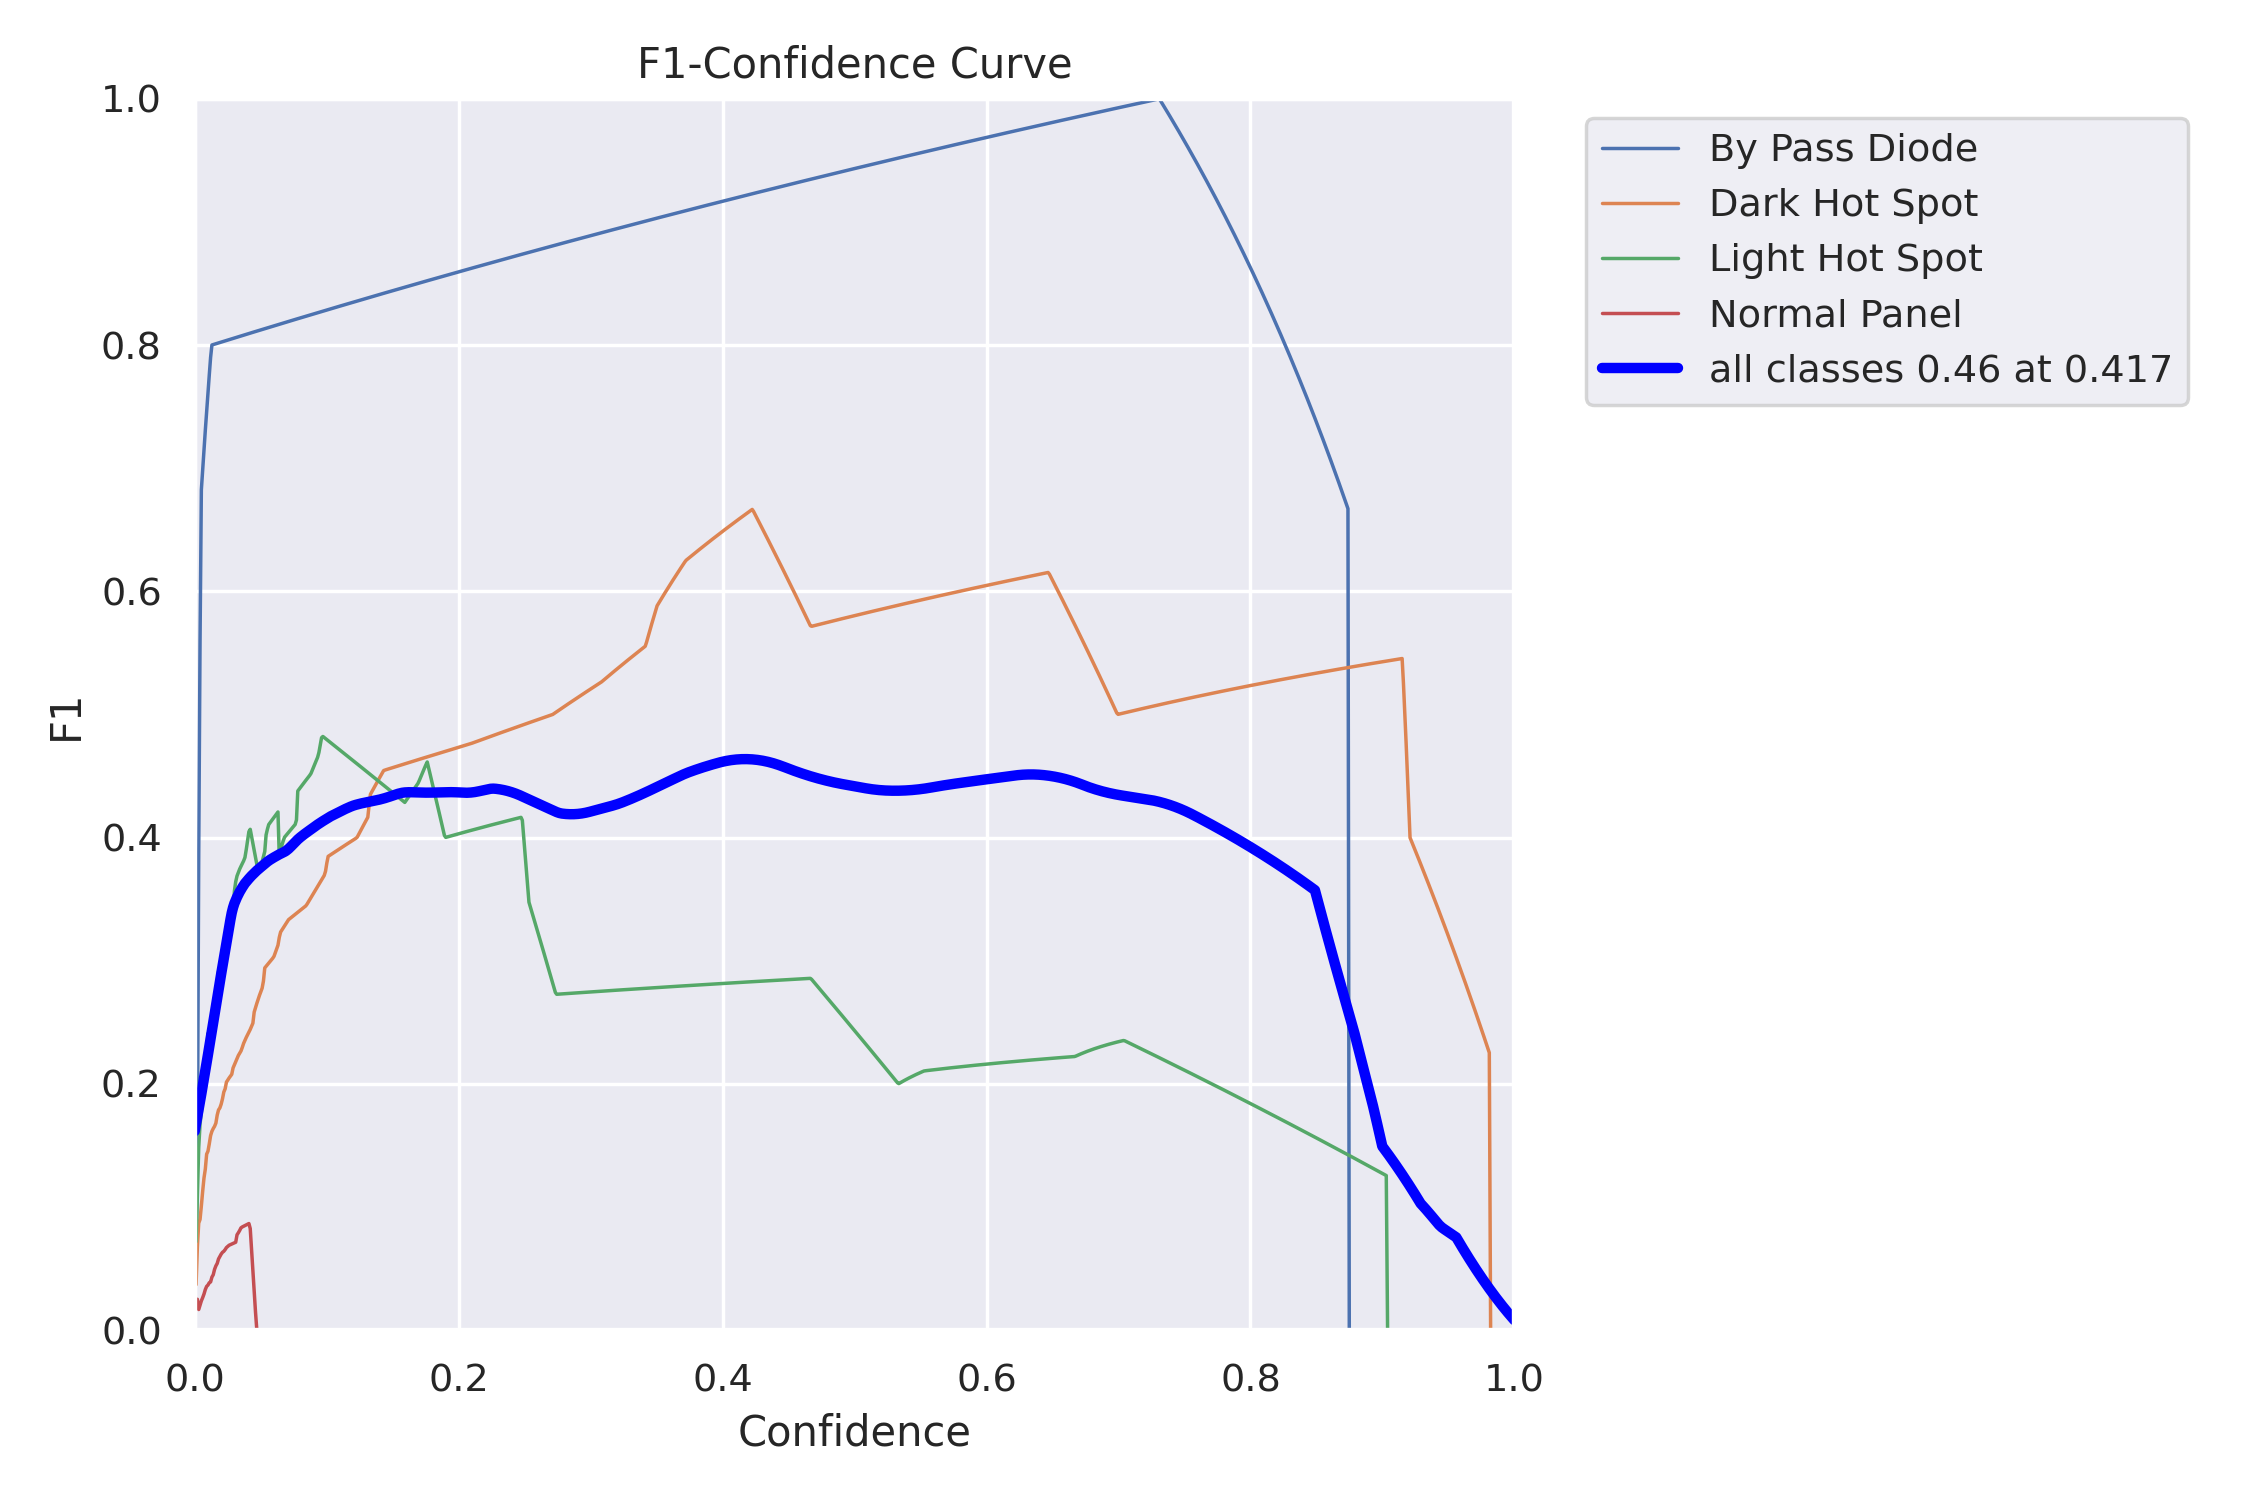 F1-Confidence Curve
1.0
0.8
0.6
0.4
0.2
0.0
F1
0.0 0.2 0.4 0.6 0.8 1.0
Confidence
By Pass Diode
Dark Hot Spot
Light Hot Spot
Normal Panel
all classes 0.46 at 0.417